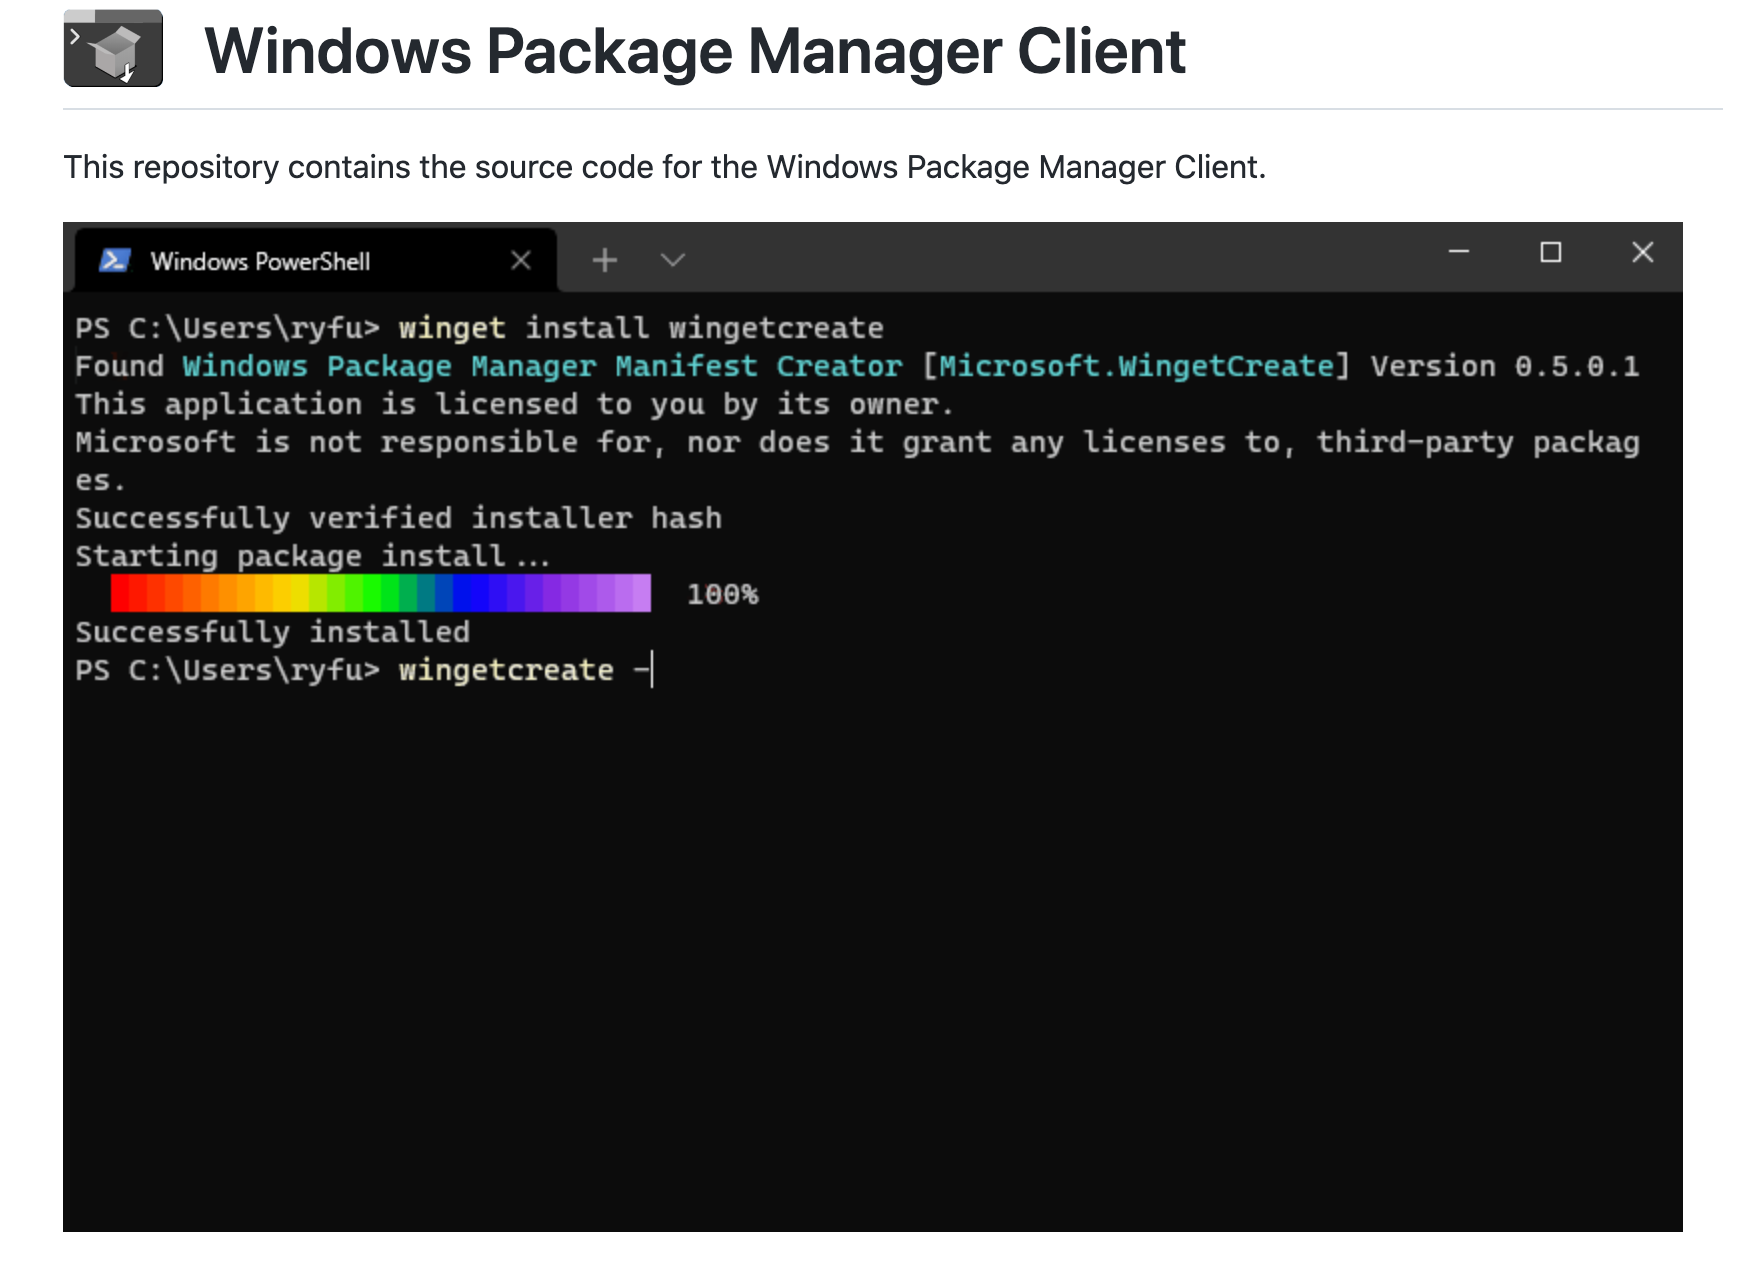 Windows Package Manager Client
This repository contains the source code for the Windows Package Manager Client.
Windows PowerShell
PS C:\Users\ryfu> winget install wingetcreate
Found Windows Package Manager Manifest Creator [Microsoft.WingetCreate] Version 0.5.0.1
This application is licensed to you by its owner.
Microsoft is not responsible for, nor does it grant any licenses to, third-party packag
es.
Successfully verified installer hash
Starting package install...
100%
Successfully installed
PS C:\Users\ryfu> wingetcreate -